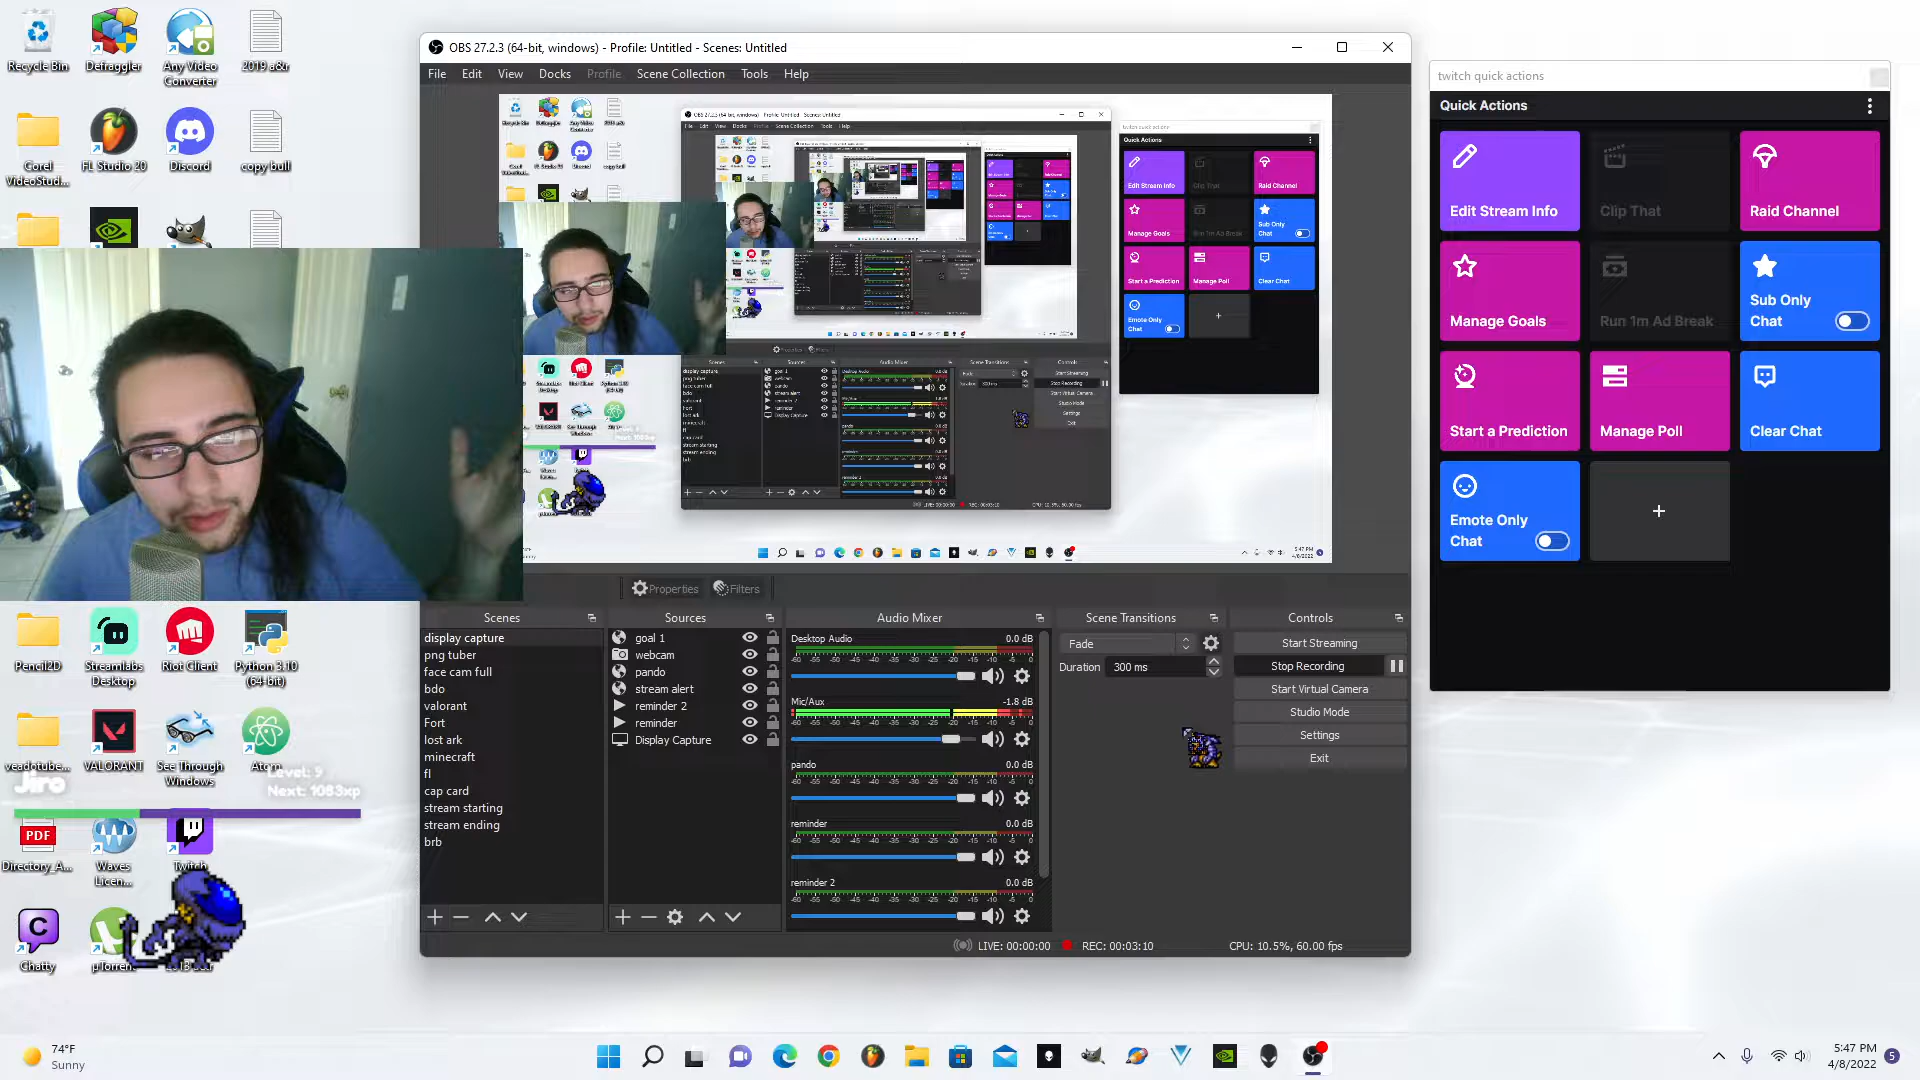 Recycle Bin
Defraggler
Any Video Converter
2019 a&r
Corel VideoStud...
FL Studio 20
Discord
copy bull
OBS 27.2.3 (64-bit, windows) - Profile: Untitled - Scenes: Untitled
File Edit View Docks Profile Scene Collection Tools Help
twitch quick actions
Quick Actions
Edit Stream Info
Clip That
Raid Channel
Manage Goals
Run 1m Ad Break
Sub Only Chat
Start a Prediction
Manage Poll
Clear Chat
Emote Only Chat
Properties
Filters
Scenes
display capture
png tuber
face cam full
bdo
valorant
Fort
lost ark
minecraft
fl
cap card
stream starting
stream ending
brb
Sources
goal 1
webcam
pando
stream alert
reminder 2
reminder
Display Capture
Audio Mixer
Desktop Audio 0.0 dB
Mic/Aux -1.8 dB
pando 0.0 dB
reminder 0.0 dB
reminder 2 0.0 dB
Scene Transitions
Fade
Duration 300 ms
Controls
Start Streaming
Stop Recording
Start Virtual Camera
Studio Mode
Settings
Exit
LIVE: 00:00:00
REC: 00:03:10
CPU: 10.5%, 60.00 fps
Pencil2D
Streamlabs Desktop
Riot Client
Python 3.10 (64-bit)
veadotube...
VALORANT
See Through Windows
Atom
Jiro
Level: 9
Next: 1083xp
PDF
Directory_A...
Waves Licen...
Twitch
Chatty
74°F
Sunny
5:47 PM
4/8/2022
5